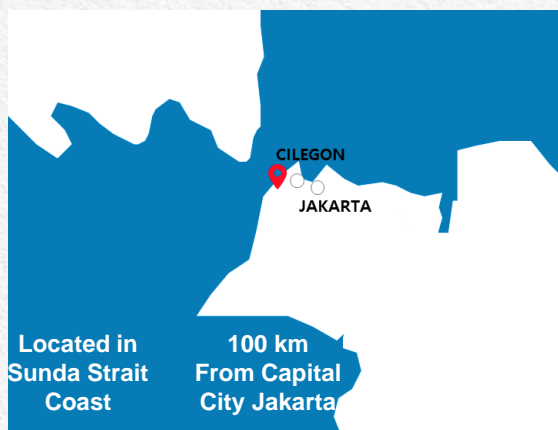 CILEGON
JAKARTA
Located in
Sunda Strait
Coast
100 km
From Capital
City Jakarta